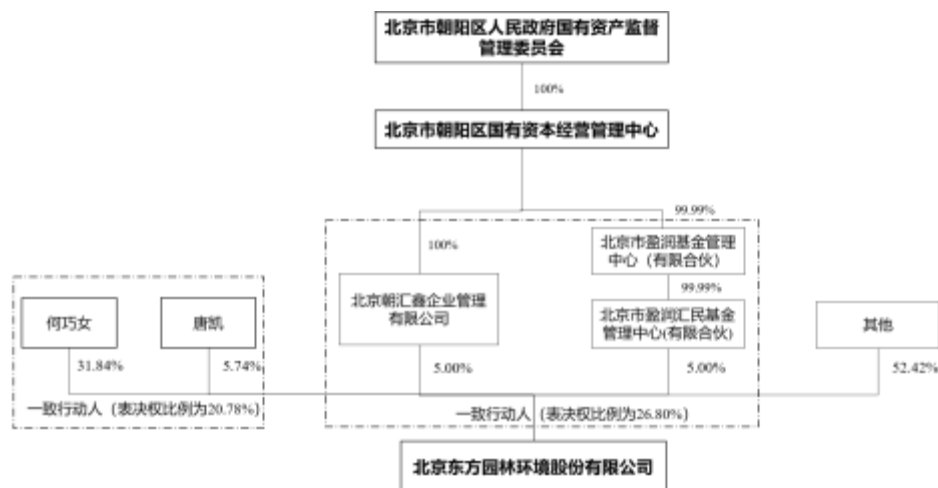 北京市朝阳区人民政府国有资产监督
管理委员会
100%
北京市朝阳区国有资本经营管理中心
99.99%
100%
北京市盈润基金管理
中心（有限合伙）
99.99%
何巧女
唐凯
北京朝汇鑫企业管理
有限公司
北京市盈润汇民基金
管理中心(有限合伙)
其他
31.84%
5.74%
5.00%
5.00%
52.42%
一致行动人（表决权比例为20.78%）
一致行动人（表决权比例为26.80%）
北京东方园林环境股份有限公司